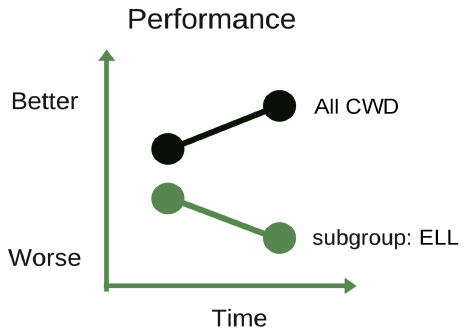 Performance
Better
All CWD
subgroup: ELL
Worse
Time